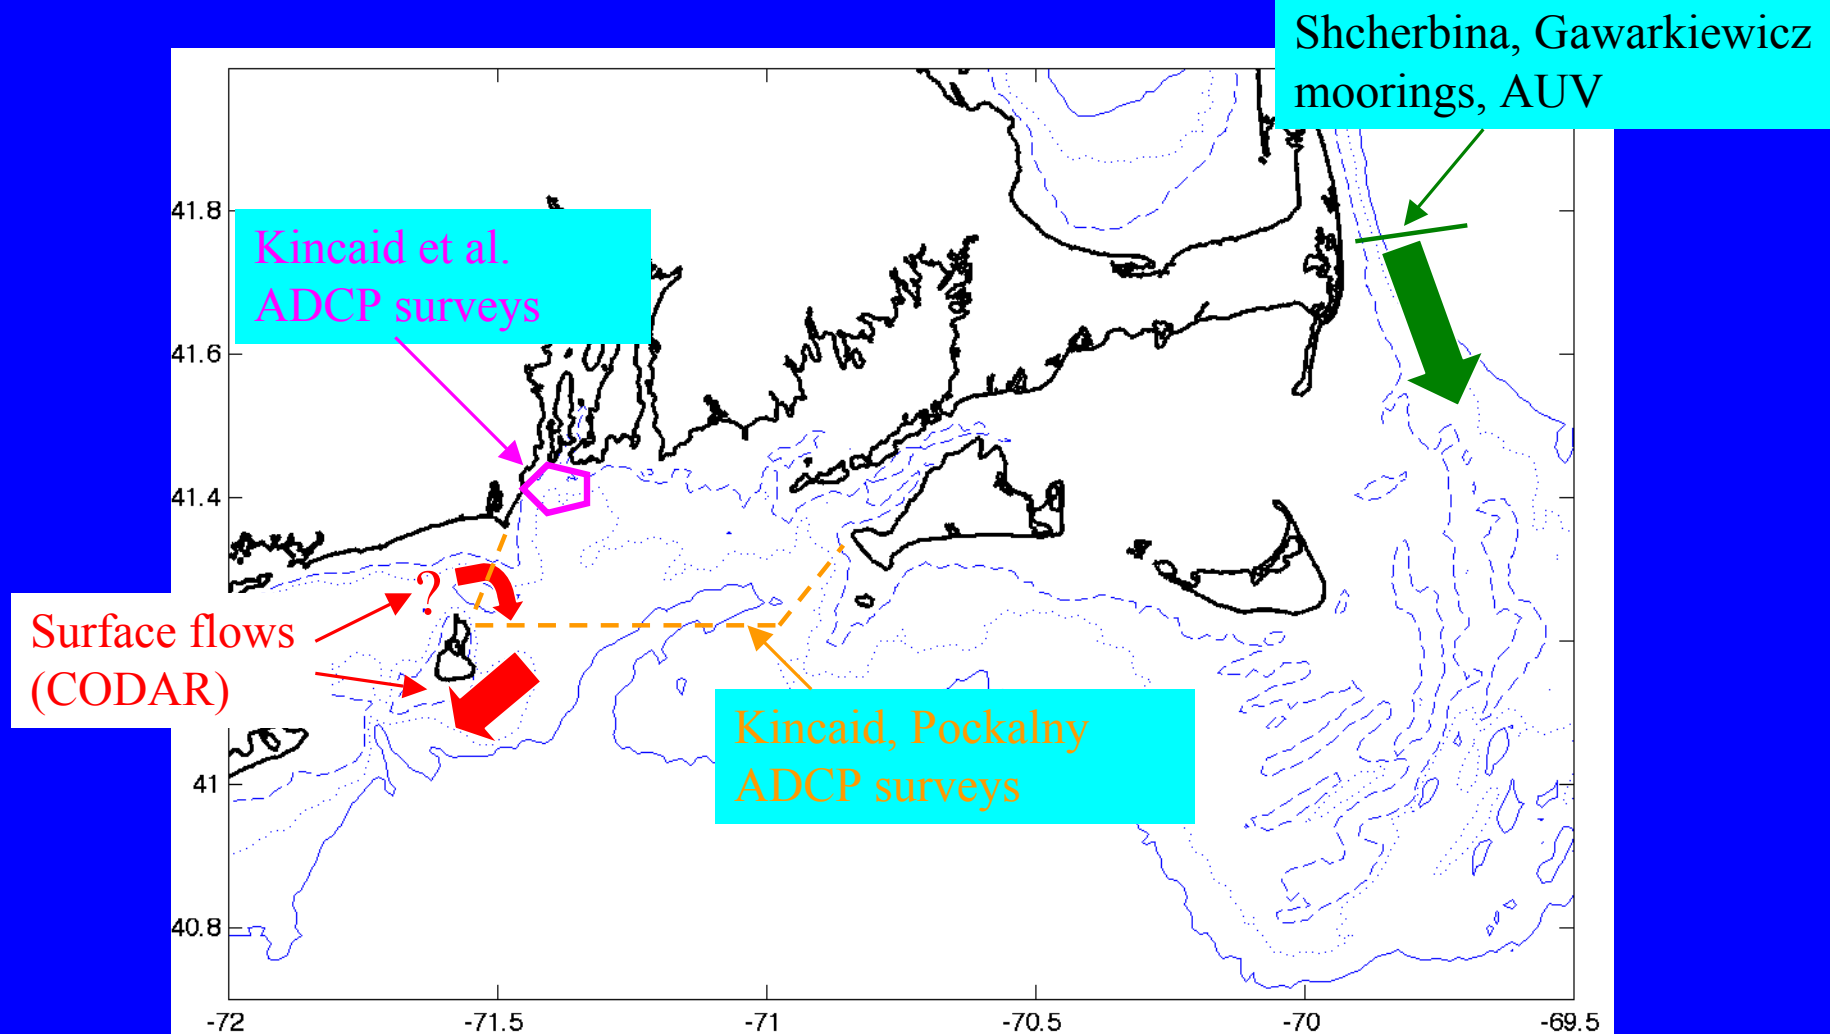 Shcherbina, Gawarkiewicz
moorings, AUV
41.8
Kincaid et al.
ADCP surveys
41.6
41.4
?
Surface flows
(CODAR)
Kincaid, Pockalny
ADCP surveys
41
40.8
-72 -71.5 -71 -70.5 -70 -69.5